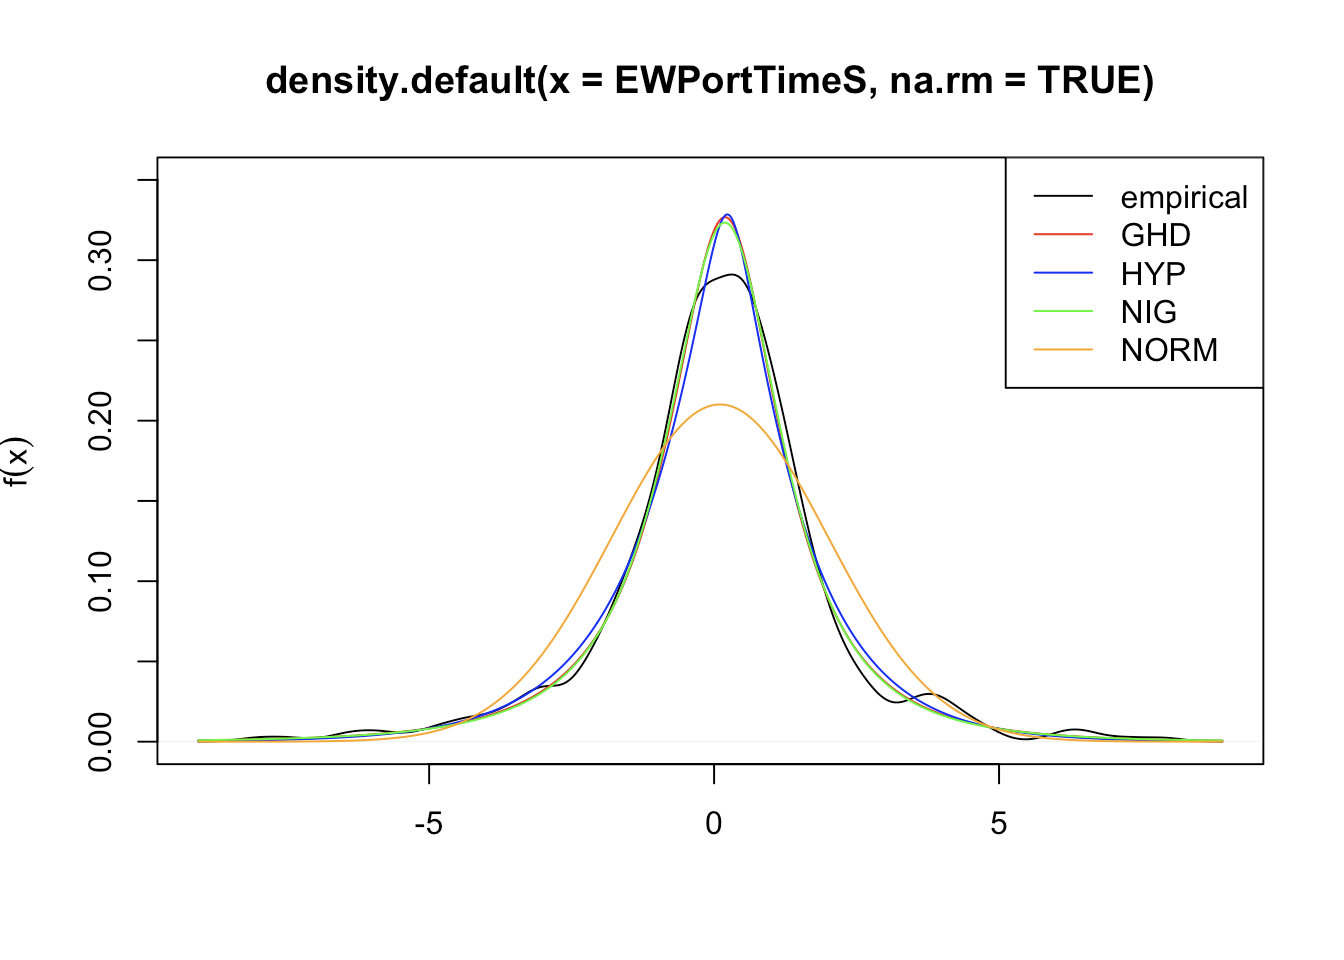 density.default(x = EWPortTimeS, na.rm = TRUE)
empirical
GHD
HYP
NIG
NORM
f(x)
0.30
0.20
0.10
0.00
-5 0 5